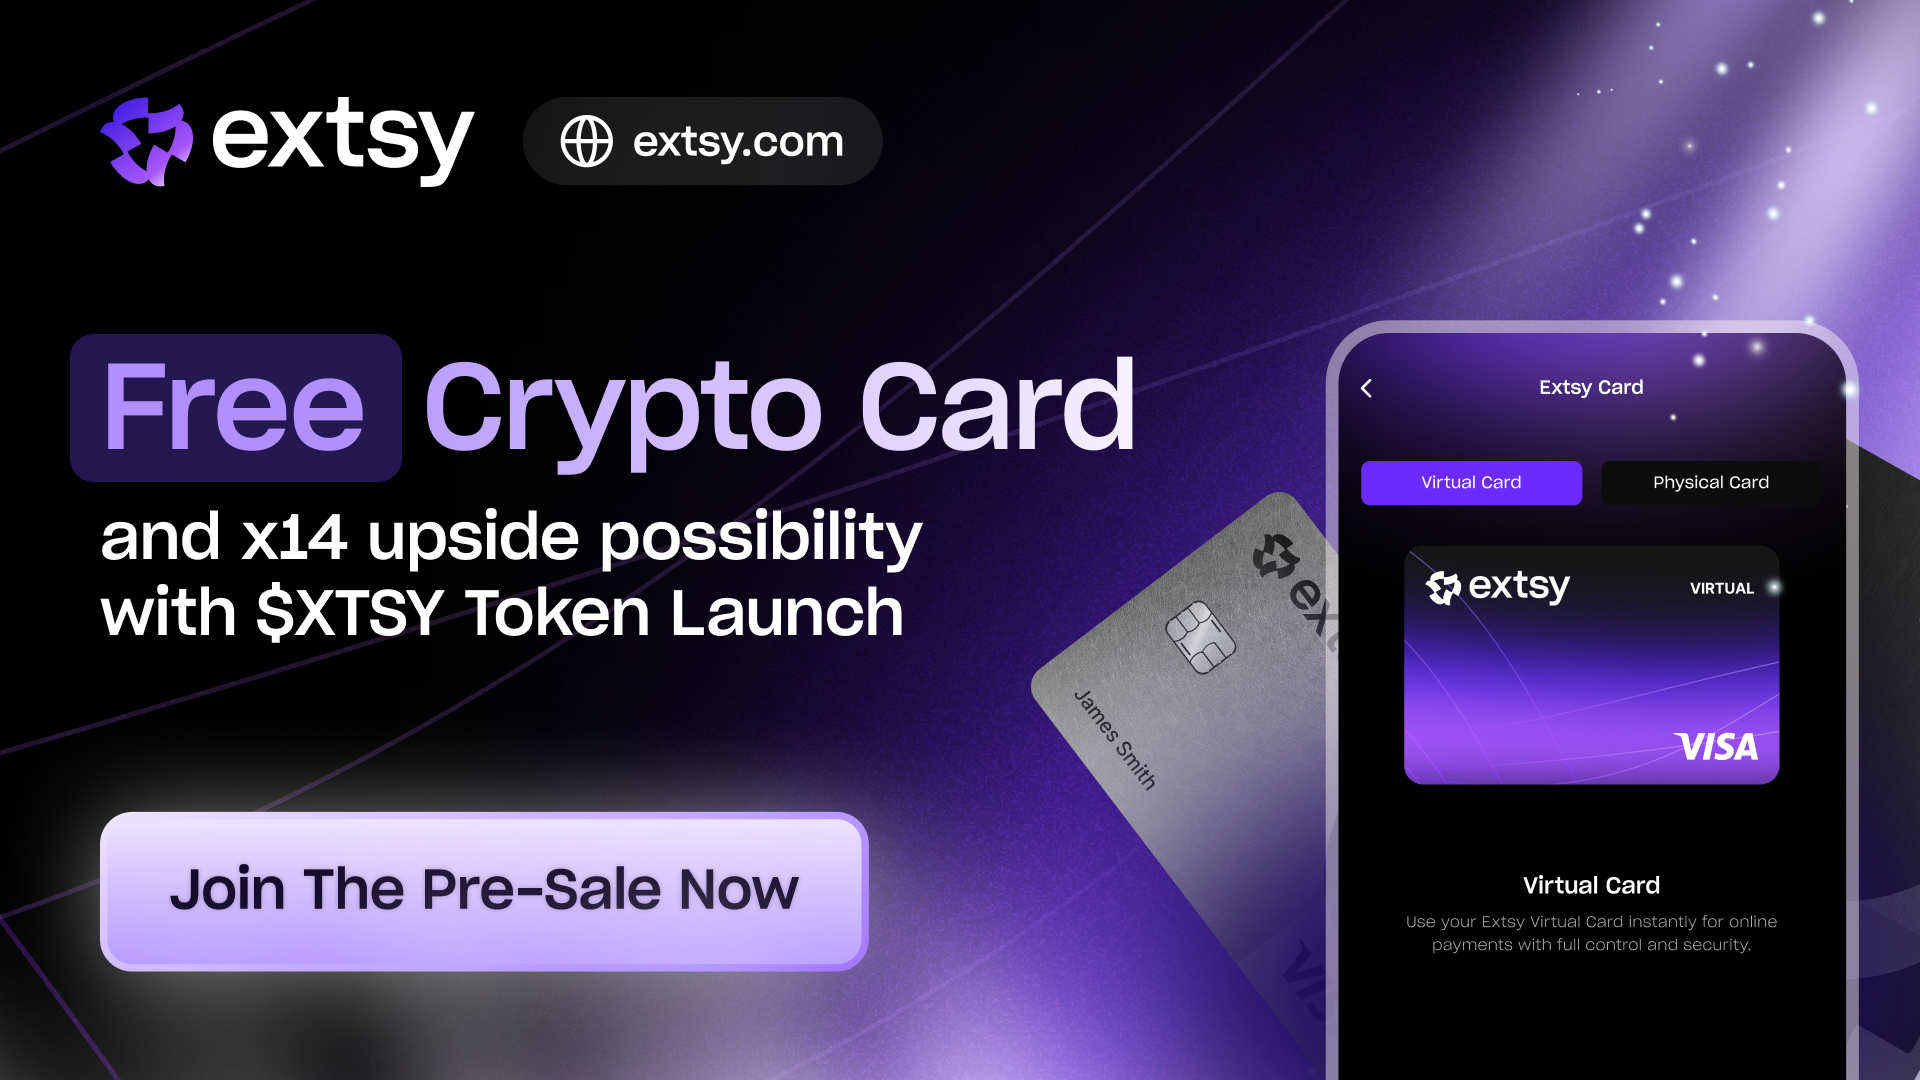 extsy
extsy.com
Free Crypto Card
and x14 upside possibility
with $XTSY Token Launch
Join The Pre-Sale Now
James Smith
Extsy Card
Virtual Card
Physical Card
extsy
VIRTUAL
VISA
Virtual Card
Use your Extsy Virtual Card instantly for online
payments with full control and security.